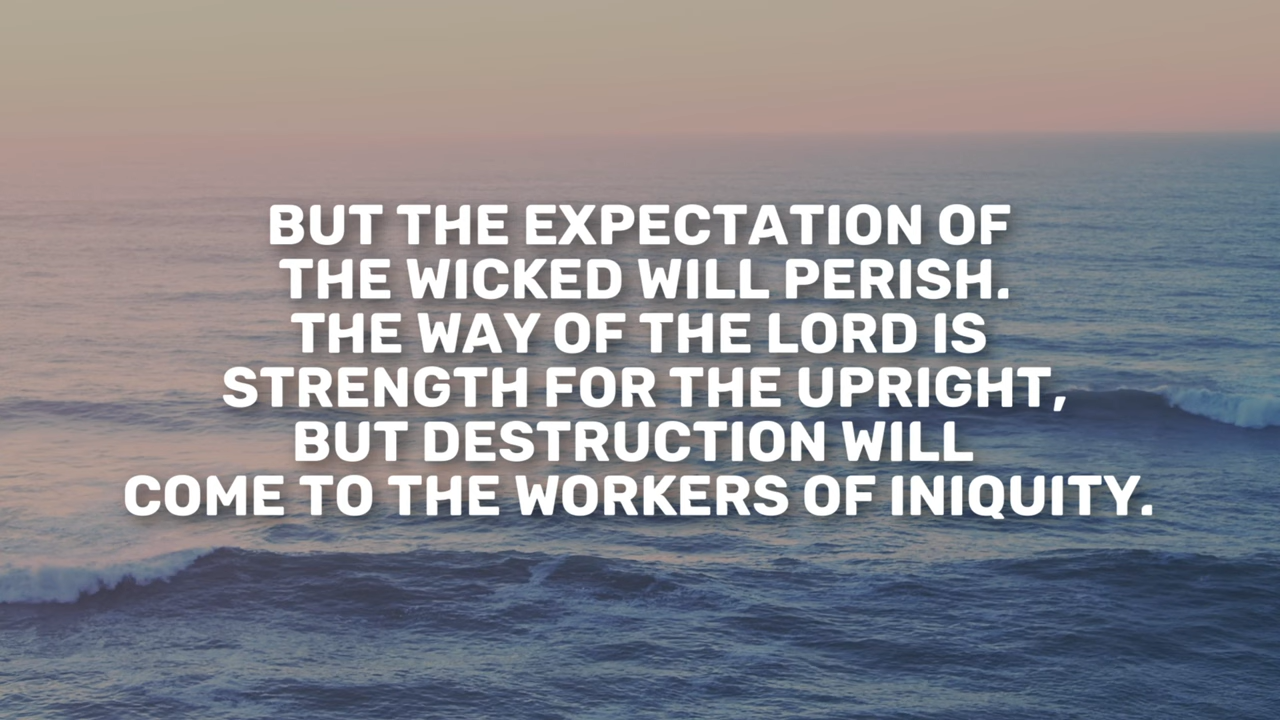 BUT THE EXPECTATION OF
THE WICKED WILL PERISH.
THE WAY OF THE LORD IS
STRENGTH FOR THE UPRIGHT,
BUT DESTRUCTION WILL
COME TO THE WORKERS OF INIQUITY.